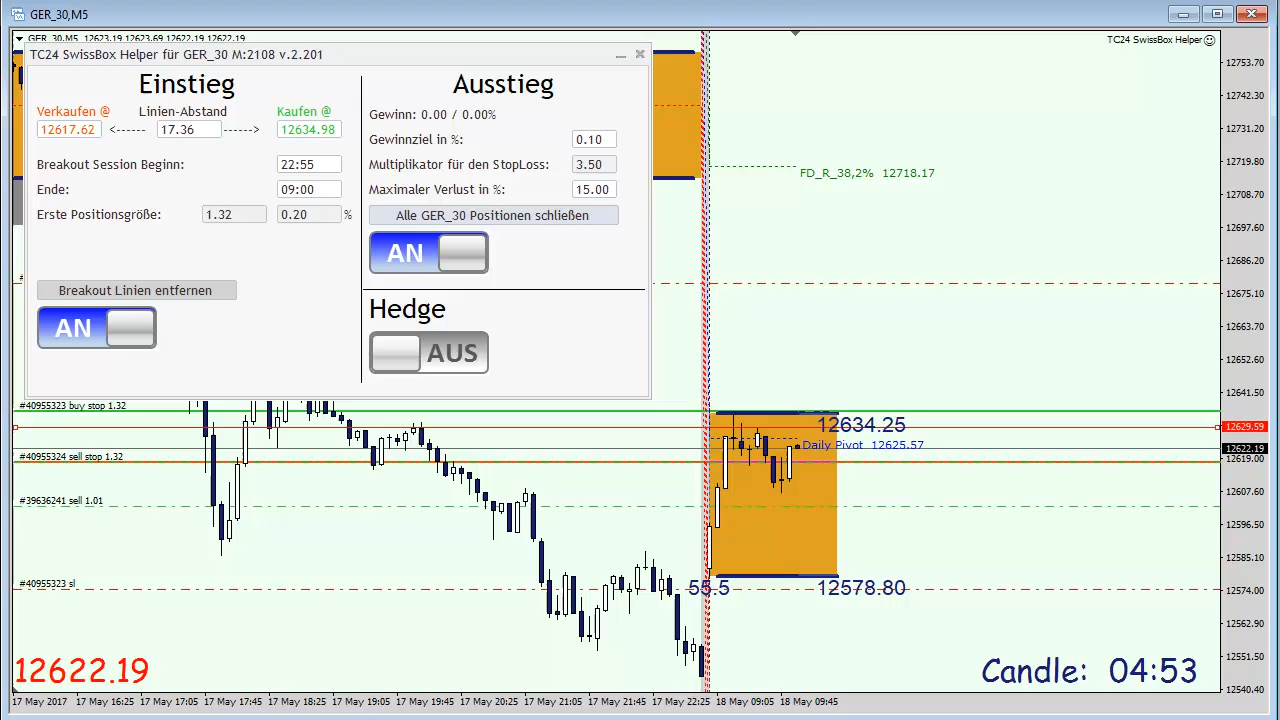 GER_30,M5
GER_30,M5 12623.19 12623.69 12622.19 12622.19
TC24 SwissBox Helper
TC24 SwissBox Helper für GER_30 M:2108 v.2.201
Einstieg
Verkaufen @ Linien-Abstand Kaufen @
12617.62 <------ 17.36 -----> 12634.98
Breakout Session Beginn: 22:55
Ende: 09:00
Erste Positionsgröße: 1.32 0.20 %
Breakout Linien entfernen
AN
Ausstieg
Gewinn: 0.00 / 0.00%
Gewinnziel in %: 0.10
Multiplikator für den StopLoss: 3.50
Maximaler Verlust in %: 15.00
Alle GER_30 Positionen schließen
AN
Hedge
AUS
FD_R_38,2% 12718.17
#40955323 buy stop 1.32
12634.25
Daily Pivot 12625.57
#40955324 sell stop 1.32
#39636241 sell 1.01
#40955323 sl
55.5
12578.80
12622.19
Candle: 04:53
12753.70
12742.30
12731.20
12719.80
12708.70
12697.60
12686.20
12675.10
12663.70
12652.60
12641.50
12629.59
12622.19
12619.00
12607.60
12596.50
12585.10
12574.00
12562.90
12551.50
12540.40
17 May 2017 17 May 16:25 17 May 17:05 17 May 17:45 17 May 18:25 17 May 19:05 17 May 19:45 17 May 20:25 17 May 21:05 17 May 21:45 17 May 22:25 18 May 09:05 18 May 09:45